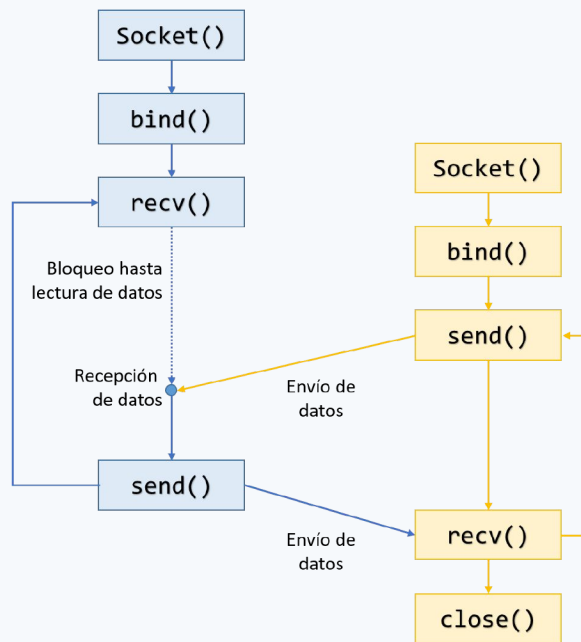 Socket()
bind()
recv()
Bloqueo hasta
lectura de datos
Recepción
de datos
send()
Socket()
bind()
send()
Envío de
datos
Envío de
datos
recv()
close()